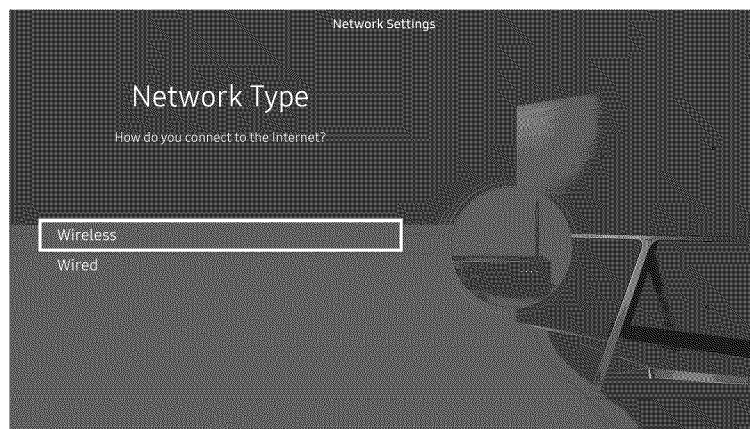 Network Settings
Network Type
How do you connect to the Internet?
Wireless
Wired